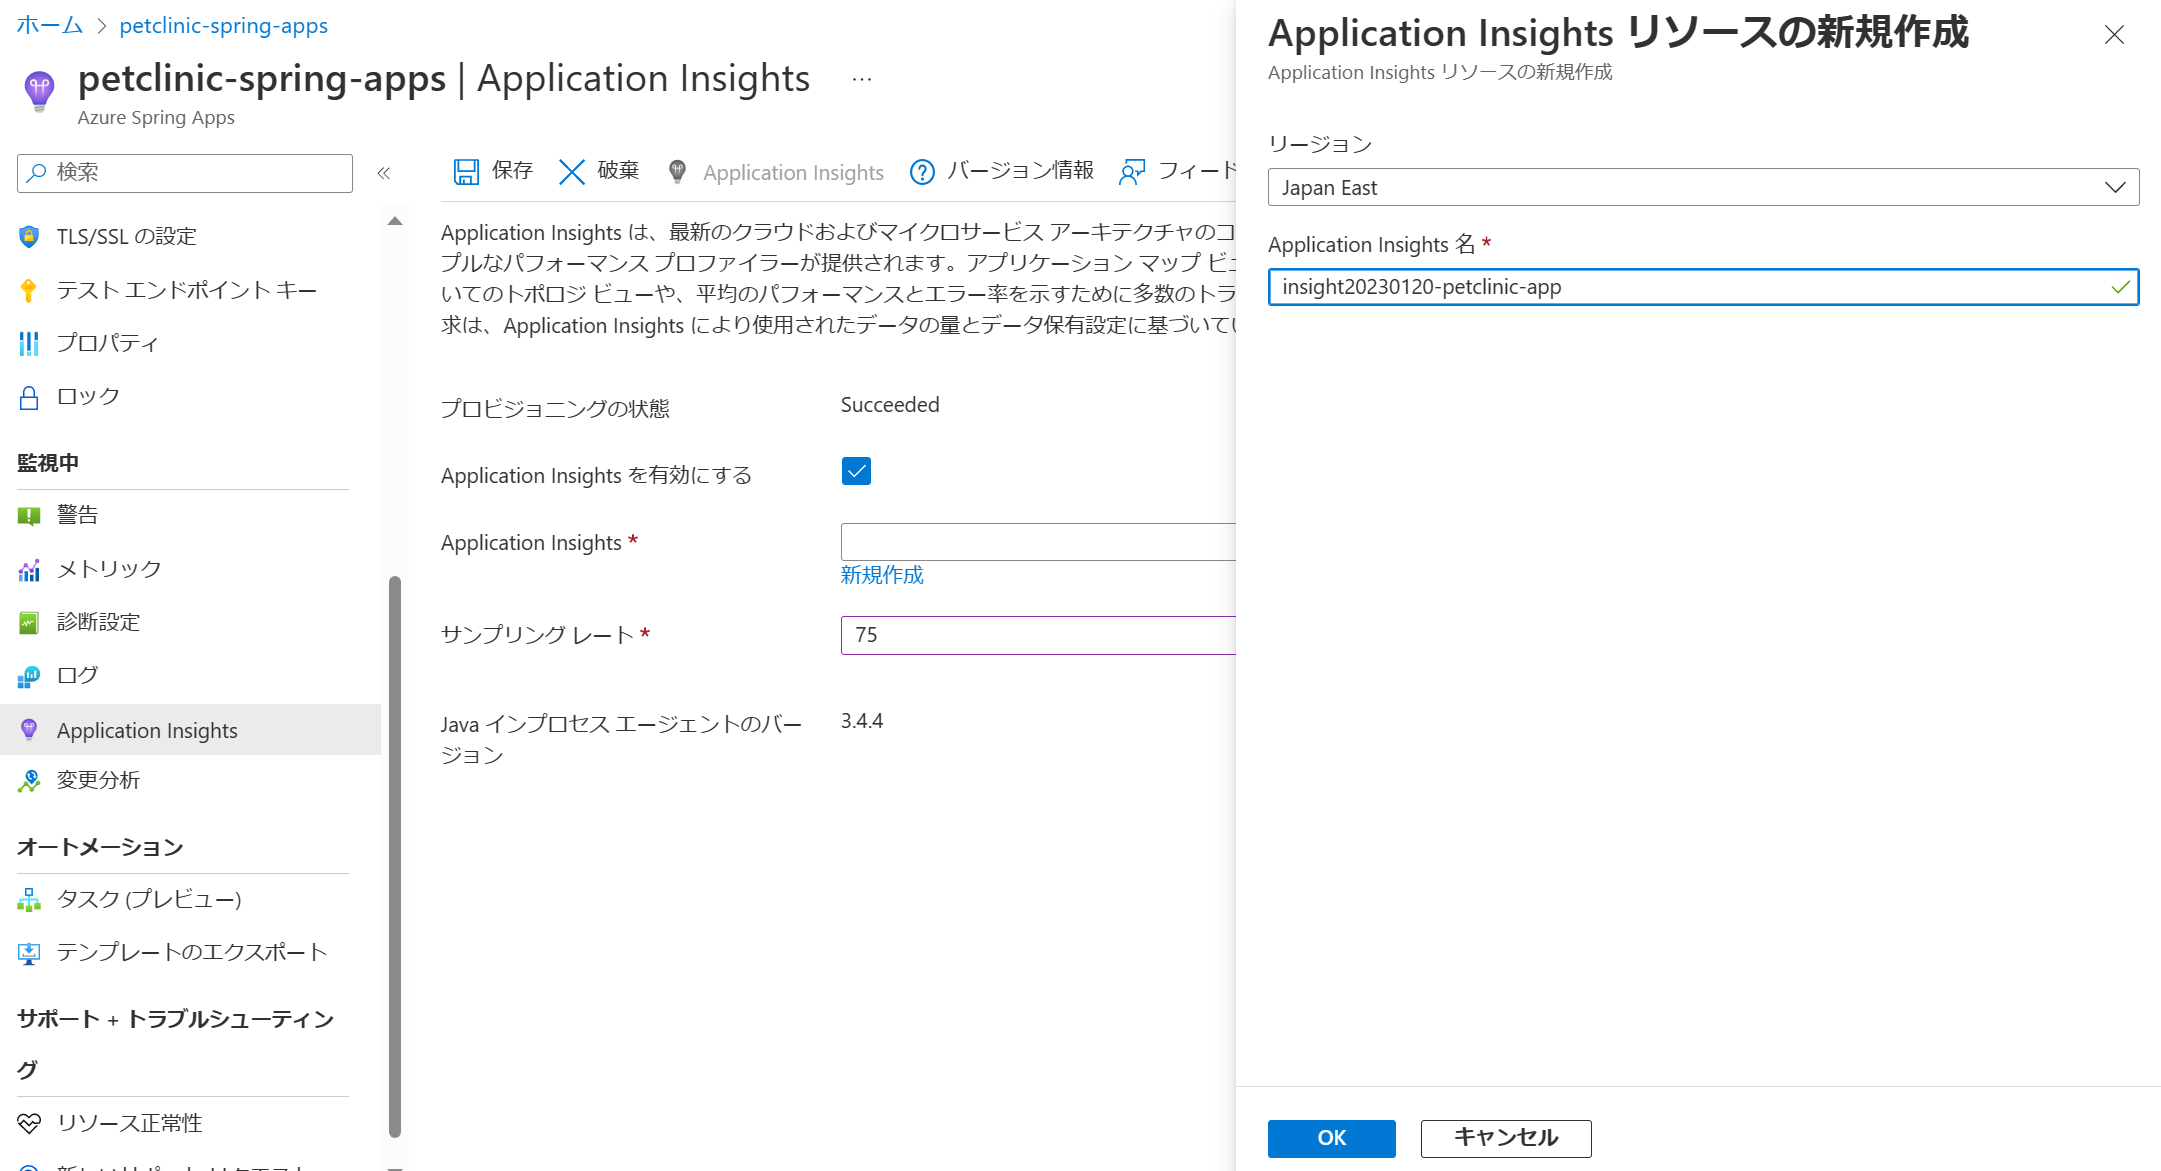 ホーム > petclinic-spring-apps
petclinic-spring-apps | Application Insights ...
Azure Spring Apps
検索 «
TLS/SSL の設定
テスト エンドポイント キー
プロパティ
ロック
監視中
警告
メトリック
診断設定
ログ
Application Insights
変更分析
オートメーション
タスク (プレビュー)
テンプレートのエクスポート
サポート + トラブルシューティン
グ
リソース正常性
保存 破棄 Application Insights バージョン情報 フィード
Application Insights は、最新のクラウドおよびマイクロサービス アーキテクチャのコ
プルなパフォーマンス プロファイラーが提供されます。アプリケーション マップ ビュ
いてのトポロジ ビューや、平均のパフォーマンスとエラー率を示すために多数のトラ
求は、Application Insights により使用されたデータの量とデータ保有設定に基づいてい
プロビジョニングの状態 Succeeded
Application Insights を有効にする
Application Insights *
新規作成
サンプリング レート * 75
Java インプロセス エージェントのバー 3.4.4
ジョン
Application Insights リソースの新規作成
Application Insights リソースの新規作成
リージョン
Japan East
Application Insights 名 *
insight20230120-petclinic-app
OK キャンセル